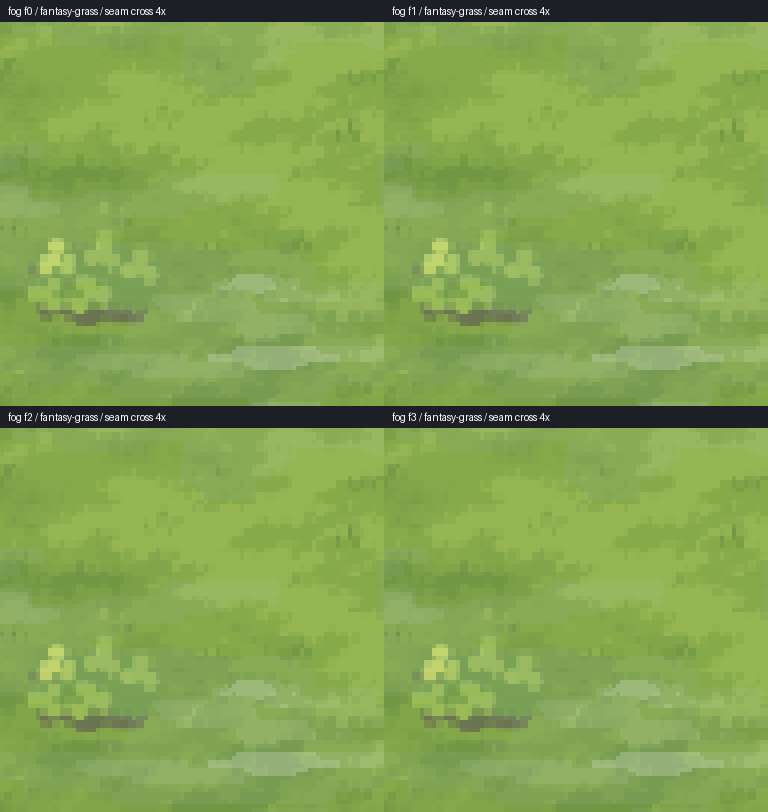 fog f0 / fantasy-grass / seam cross 4x
fog f1 / fantasy-grass / seam cross 4x
fog f2 / fantasy-grass / seam cross 4x
fog f3 / fantasy-grass / seam cross 4x